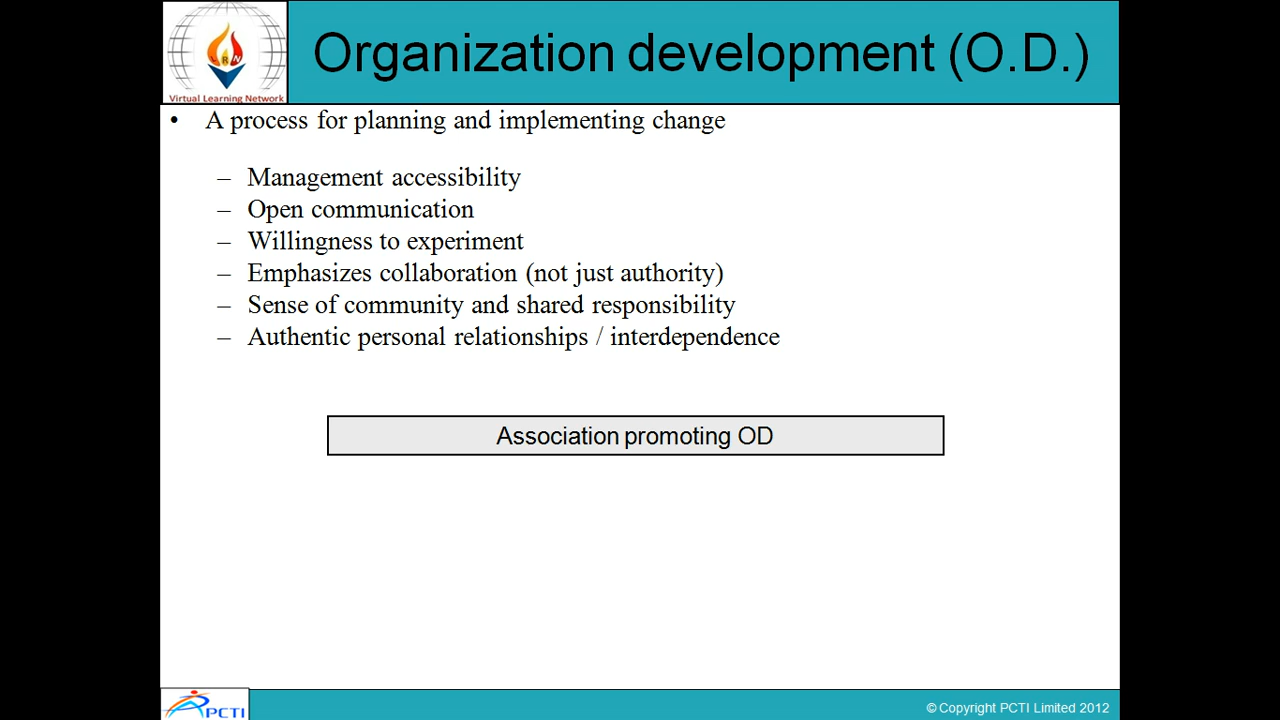 Organization development (O.D.)
Virtual Learning Network
• A process for planning and implementing change
– Management accessibility
– Open communication
– Willingness to experiment
– Emphasizes collaboration (not just authority)
– Sense of community and shared responsibility
– Authentic personal relationships / interdependence
Association promoting OD
PCTI
© Copyright PCTI Limited 2012